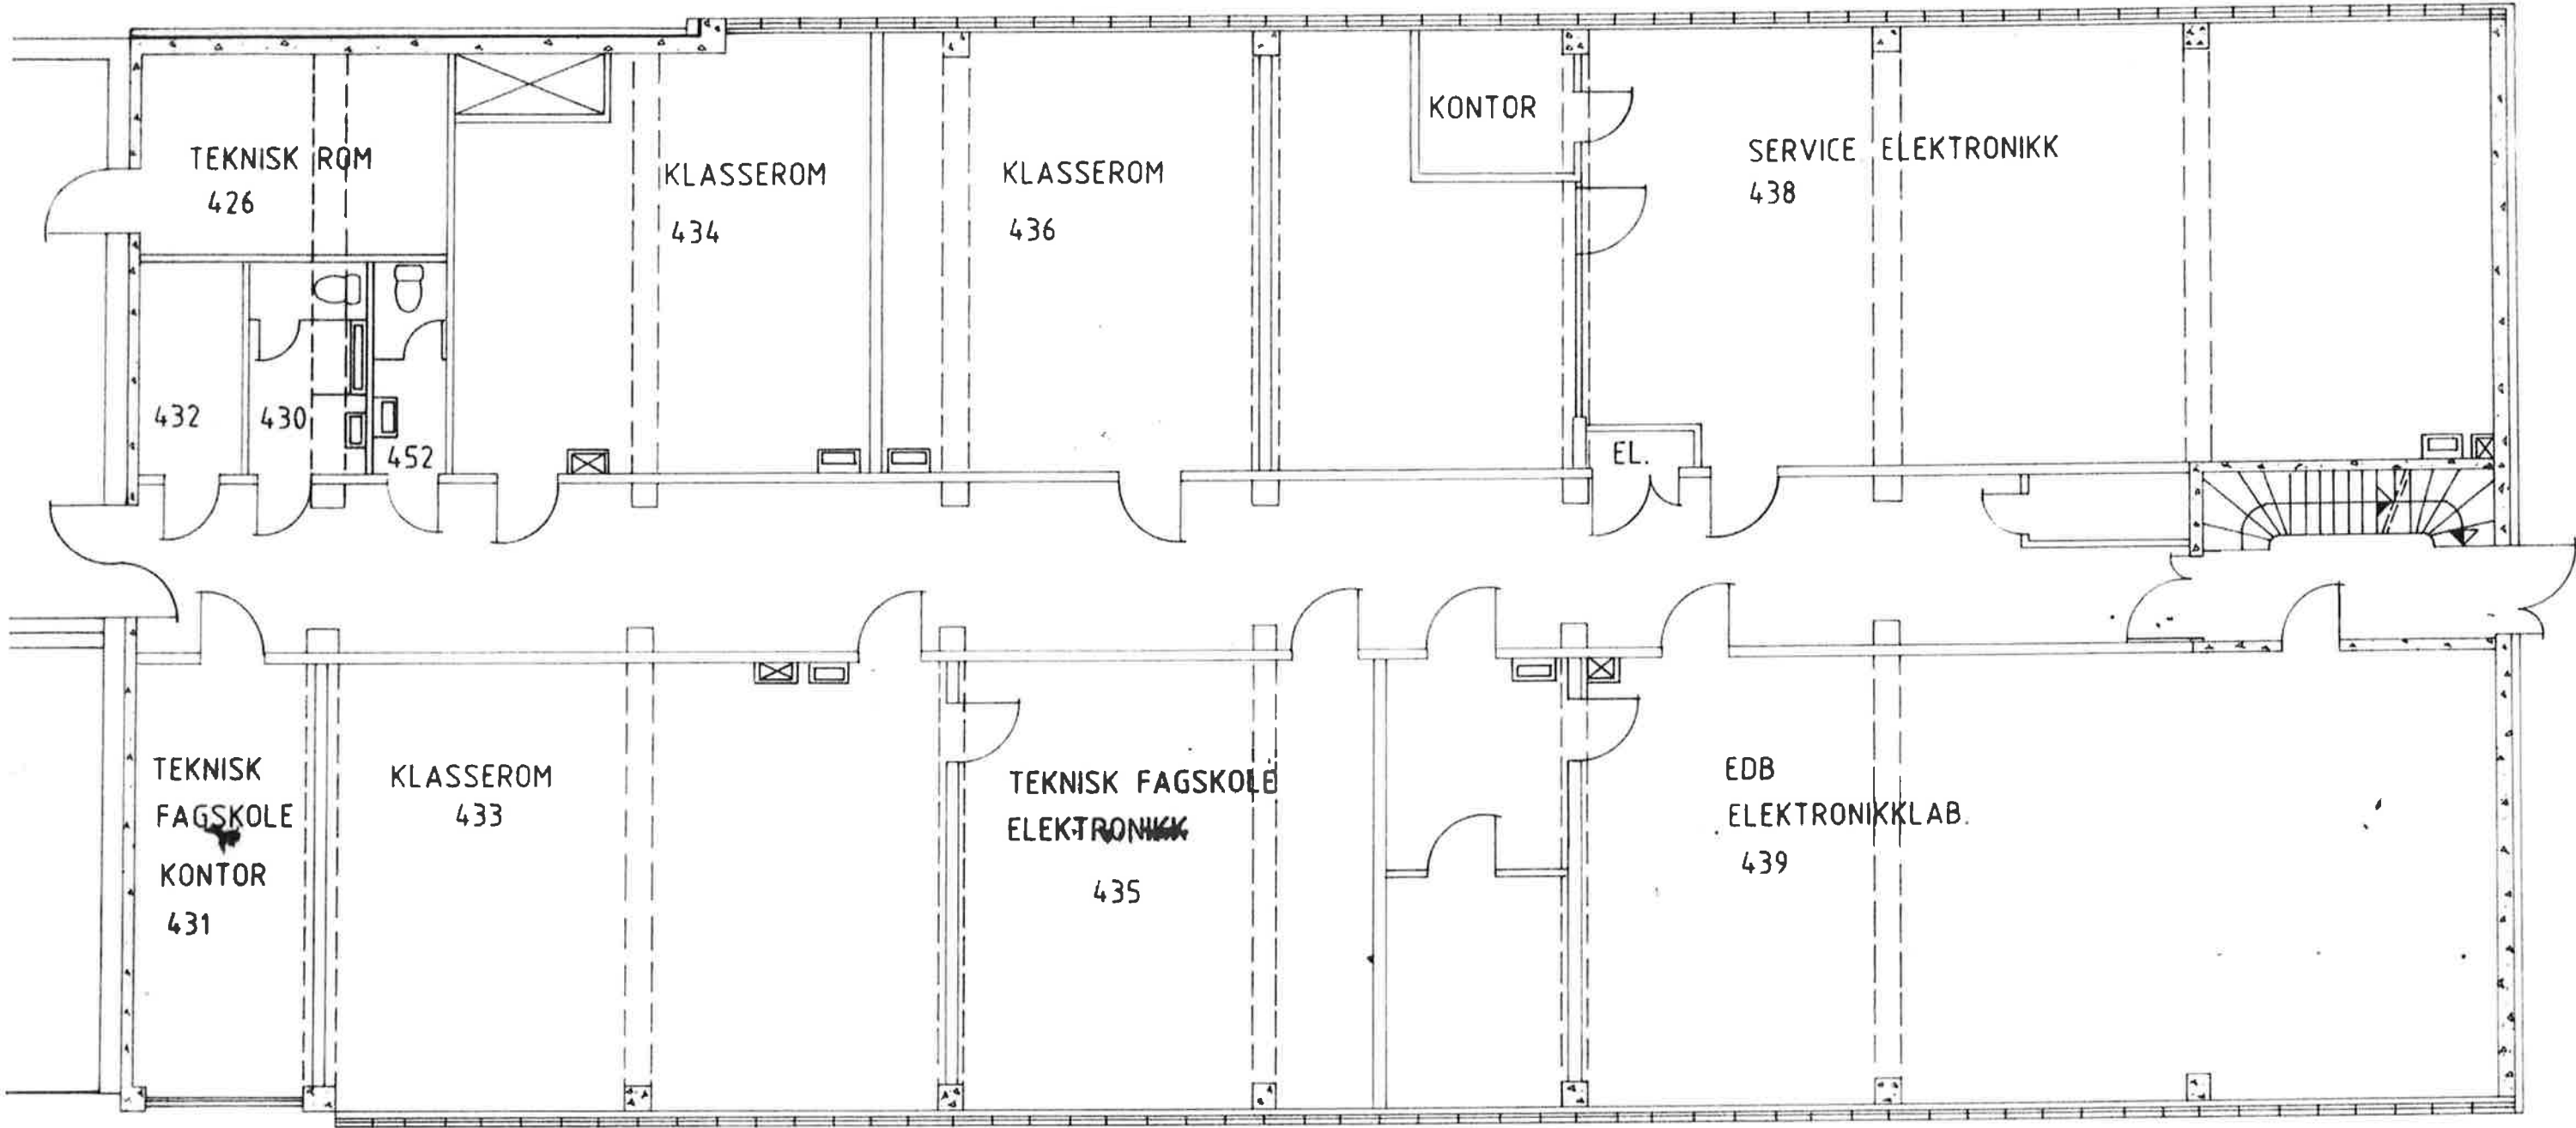 TEKNISK ROM
426
KLASSEROM
434
KLASSEROM
436
KONTOR
SERVICE ELEKTRONIKK
438
432
430
452
EL.
TEKNISK
FAGSKOLE
KONTOR
431
KLASSEROM
433
TEKNISK FAGSKOLE
ELEKTRONIKK
435
EDB
ELEKTRONIKKLAB.
439